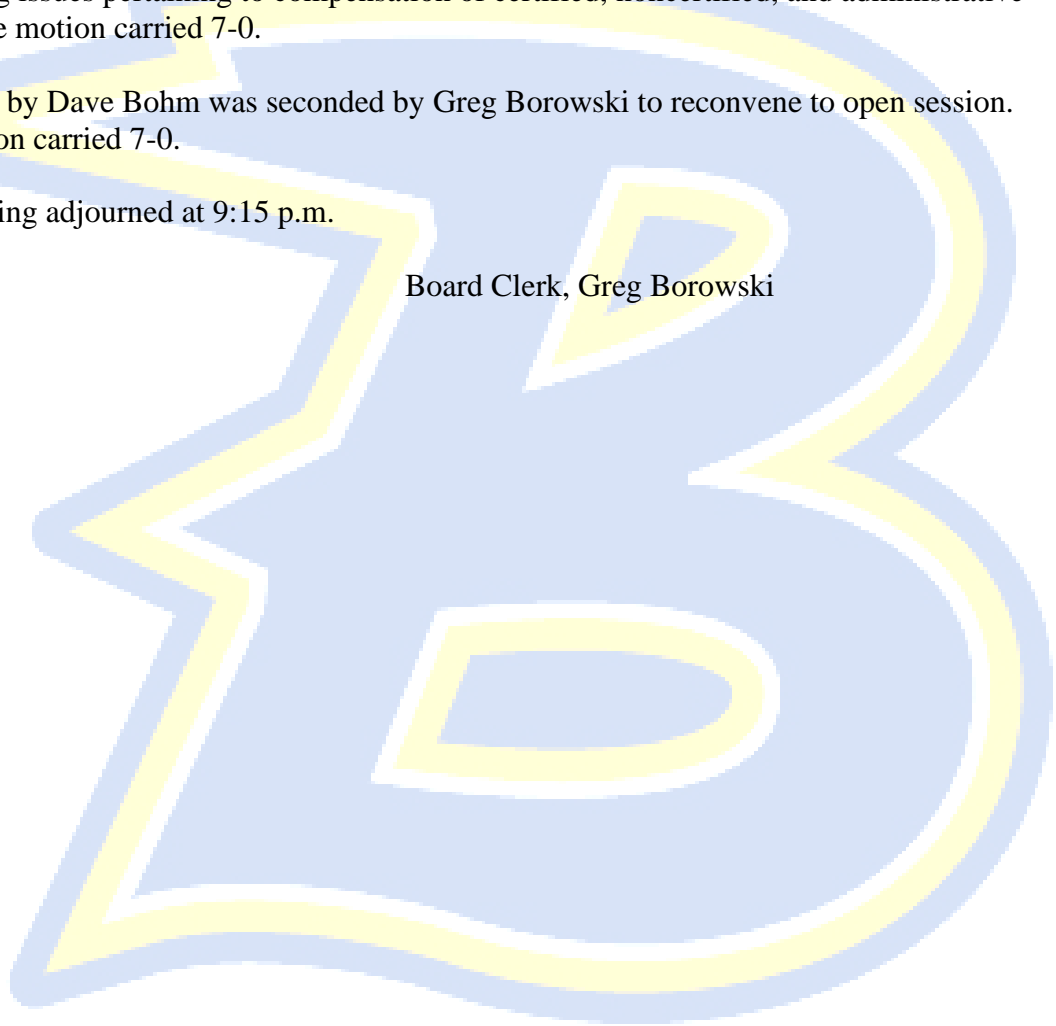 g issues pertaining to compensation of certified, noncertified, and administrative
e motion carried 7-0.
by Dave Bohm was seconded by Greg Borowski to reconvene to open session.
on carried 7-0.
ing adjourned at 9:15 p.m.
Board Clerk, Greg Borowski
B